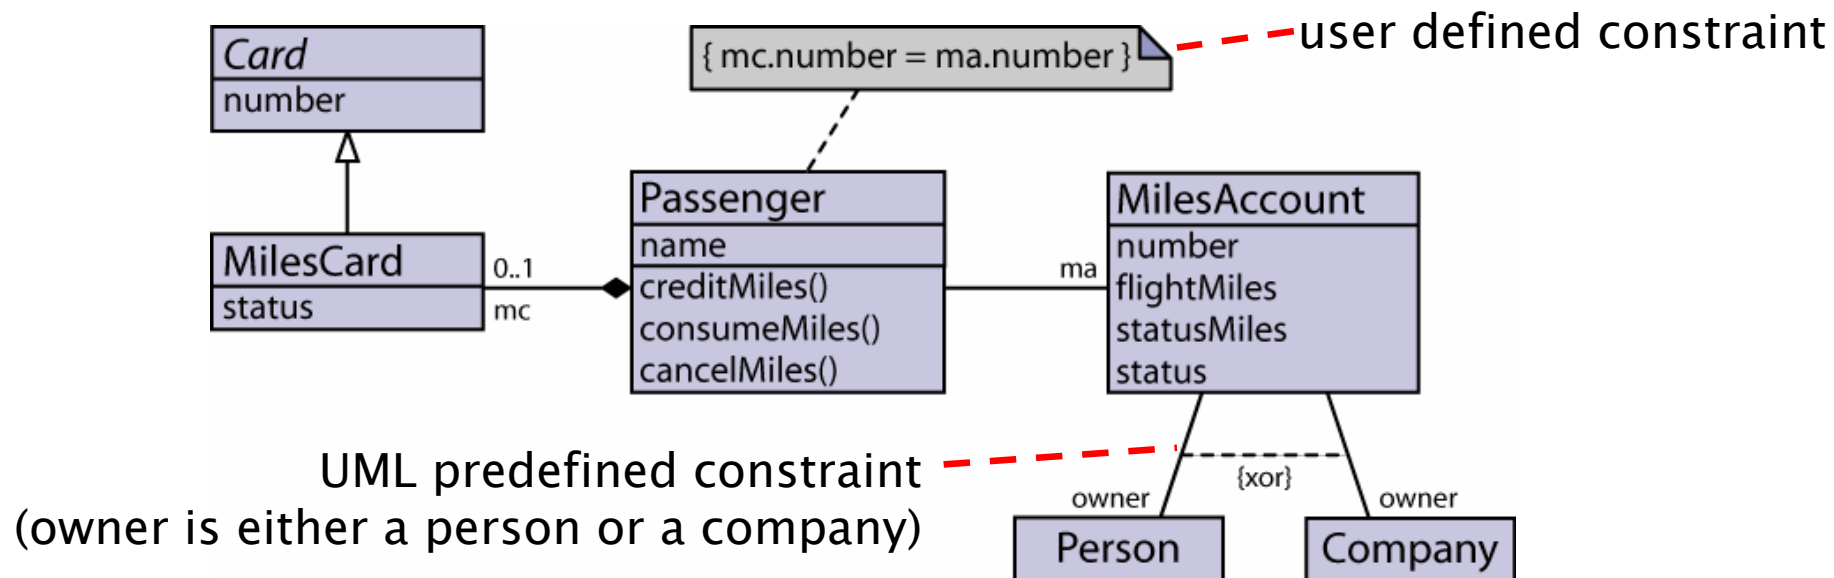 user defined constraint
{ mc.number = ma.number }
Card
number
Passenger
name
creditMiles()
consumeMiles()
cancelMiles()
MilesAccount
number
flightMiles
statusMiles
status
MilesCard
status
0..1
mc
ma
UML predefined constraint
(owner is either a person or a company)
{xor}
owner
owner
Person
Company